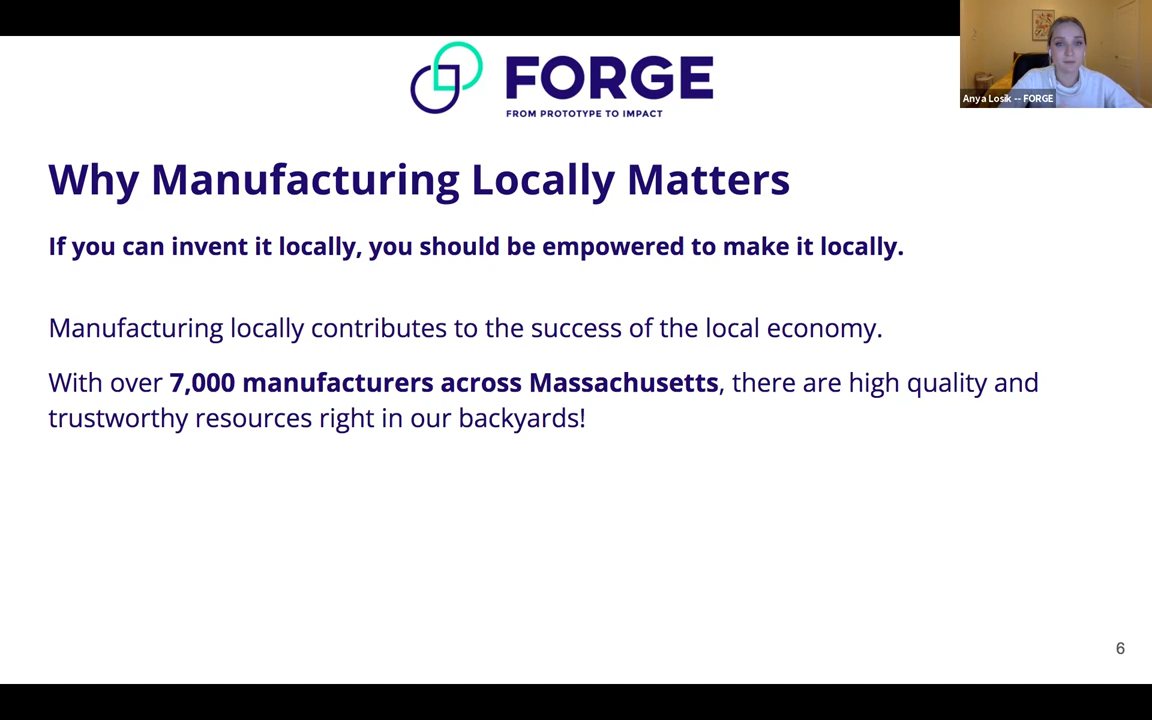 FORGE
FROM PROTOTYPE TO IMPACT
Anya Losik -- FORGE
Why Manufacturing Locally Matters
If you can invent it locally, you should be empowered to make it locally.
Manufacturing locally contributes to the success of the local economy.
With over 7,000 manufacturers across Massachusetts, there are high quality and
trustworthy resources right in our backyards!
6